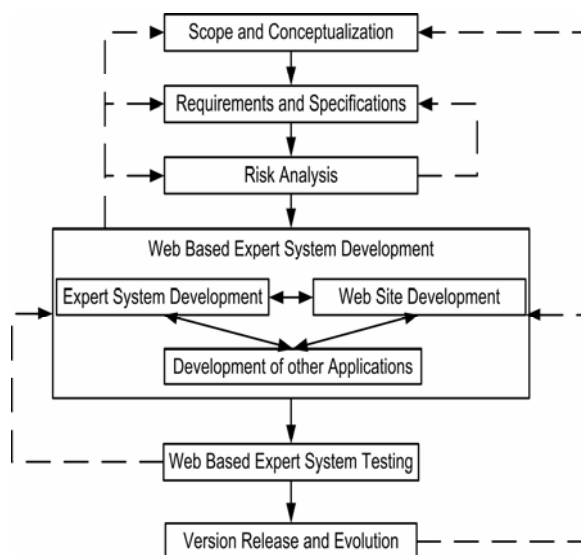 Scope and Conceptualization
Requirements and Specifications
Risk Analysis
Web Based Expert System Development
Expert System Development
Web Site Development
Development of other Applications
Web Based Expert System Testing
Version Release and Evolution